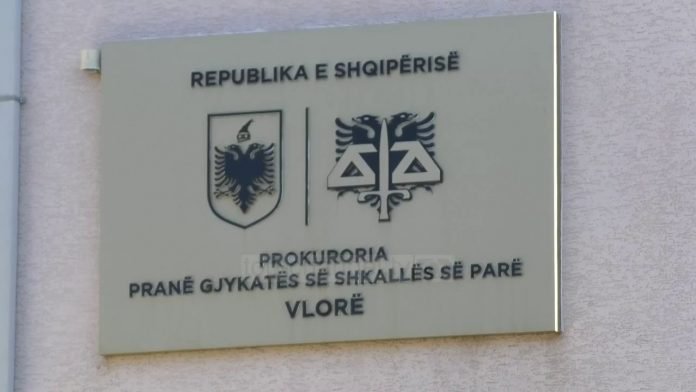 REPUBLIKA E SHQIPËRISË
PROKURORIA
PRANË GJYKATËS SË SHKALLËS SË PARË
VLORË